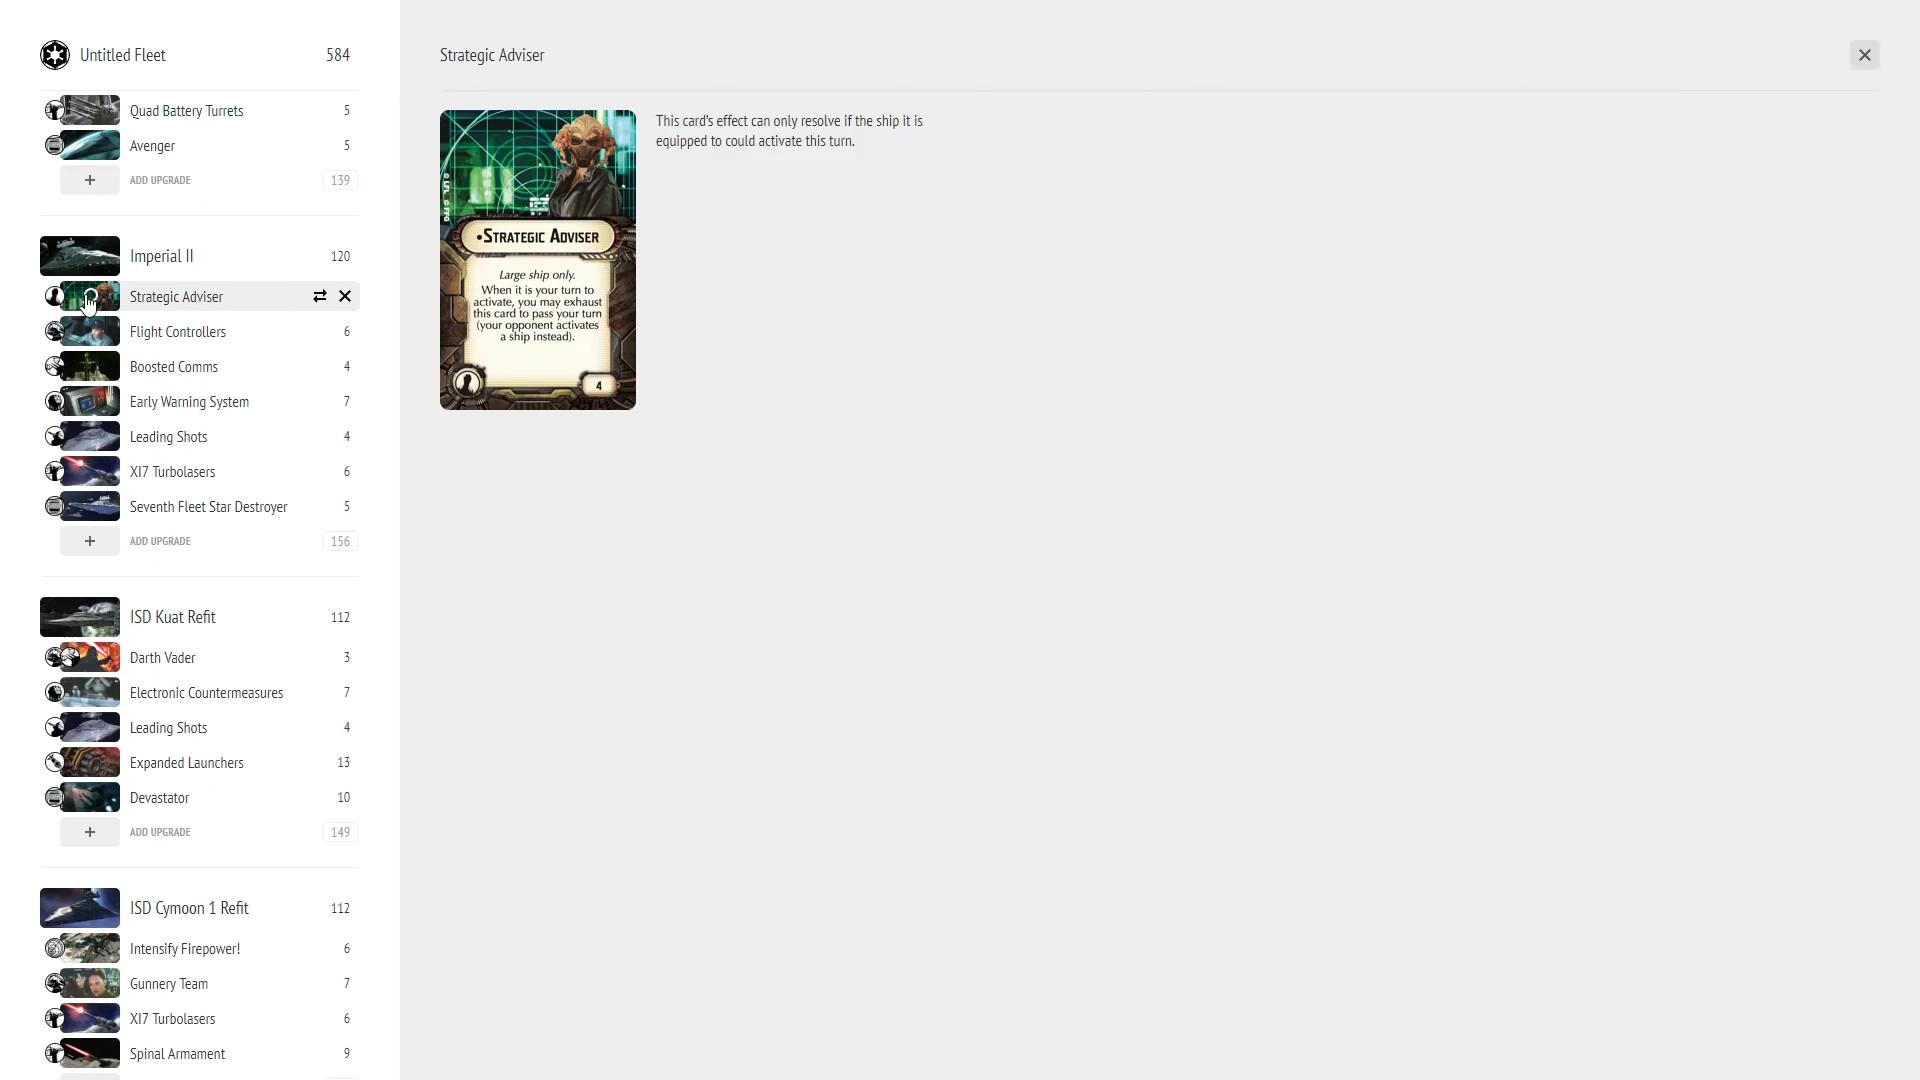 Untitled Fleet 584
Quad Battery Turrets 5
Avenger 5
+ ADD UPGRADE 139
Imperial II 120
Strategic Adviser
Flight Controllers 6
Boosted Comms 4
Early Warning System 7
Leading Shots 4
XI7 Turbolasers 6
Seventh Fleet Star Destroyer 5
+ ADD UPGRADE 156
ISD Kuat Refit 112
Darth Vader 3
Electronic Countermeasures 7
Leading Shots 4
Expanded Launchers 13
Devastator 10
+ ADD UPGRADE 149
ISD Cymoon 1 Refit 112
Intensify Firepower! 6
Gunnery Team 7
XI7 Turbolasers 6
Spinal Armament 9
Strategic Adviser
© LFL © FFG
•STRATEGIC ADVISER
Large ship only.
When it is your turn to
activate, you may exhaust
this card to pass your turn
(your opponent activates
a ship instead).
4
This card's effect can only resolve if the ship it is
equipped to could activate this turn.